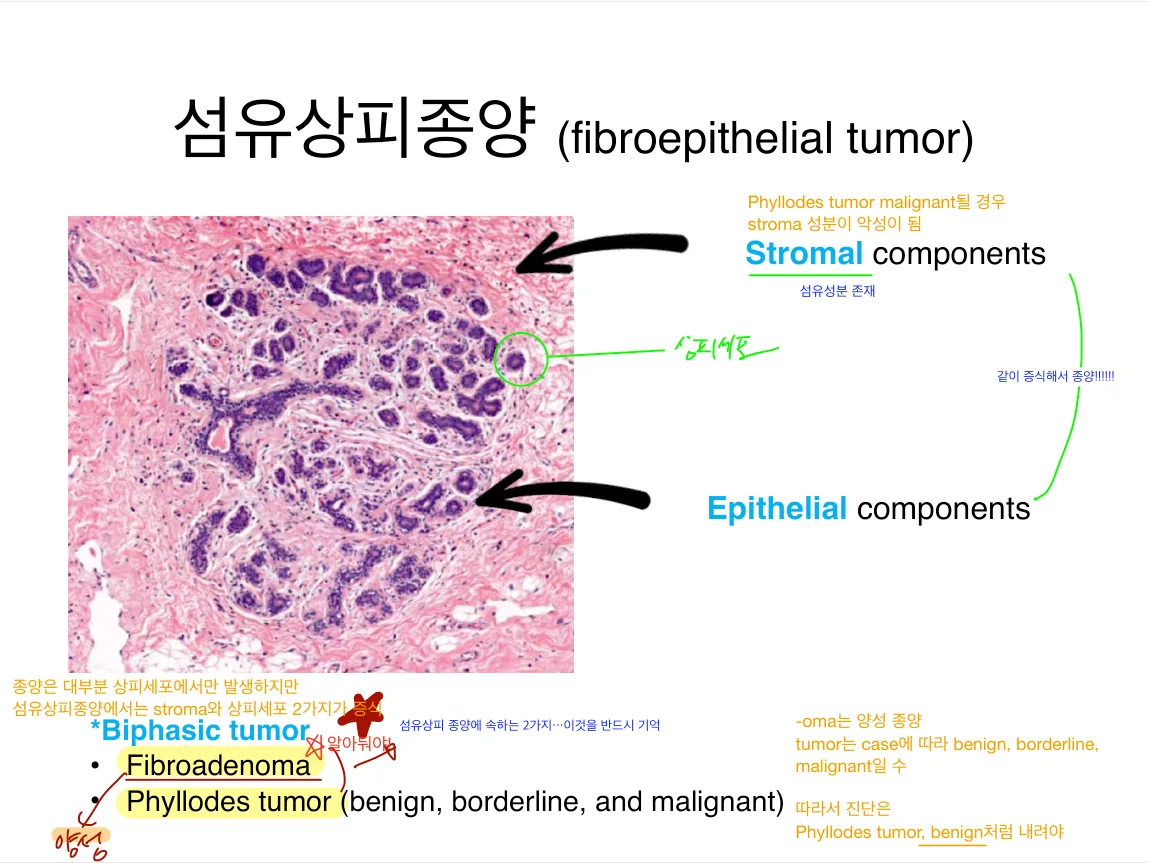 섬유상피종양 (fibroepithelial tumor)
Phyllodes tumor malignant될 경우
stroma 성분이 악성이 됨
Stromal components
섬유성분 존재
상피세포
같이 증식해서 종양!!!!!!
Epithelial components
종양은 대부분 상피세포에서만 발생하지만
섬유상피종양에서는 stroma와 상피세포 2가지가 증식
*Biphasic tumor
섬유상피 종양에 속하는 2가지…이것을 반드시 기억
알아둬야!
• Fibroadenoma
• Phyllodes tumor (benign, borderline, and malignant)
양성
-oma는 양성 종양
tumor는 case에 따라 benign, borderline,
malignant일 수
따라서 진단은
Phyllodes tumor, benign처럼 내려야